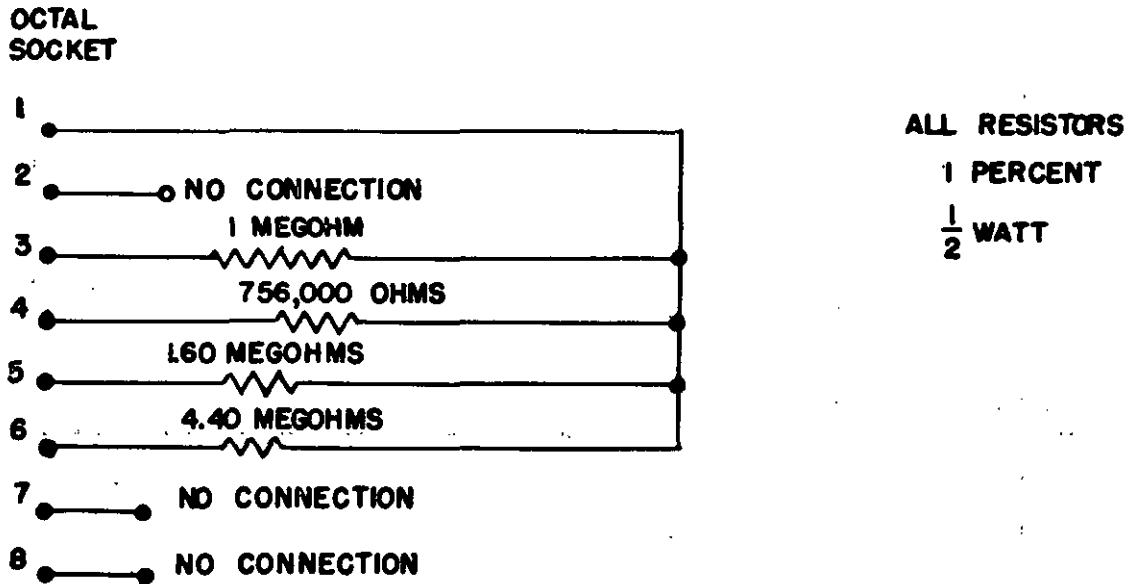 OCTAL
SOCKET
1
2 NO CONNECTION
1 MEGOHM
3
756,000 OHMS
4
1.60 MEGOHMS
5
4.40 MEGOHMS
6
7 NO CONNECTION
8 NO CONNECTION
ALL RESISTORS
1 PERCENT
1/2 WATT